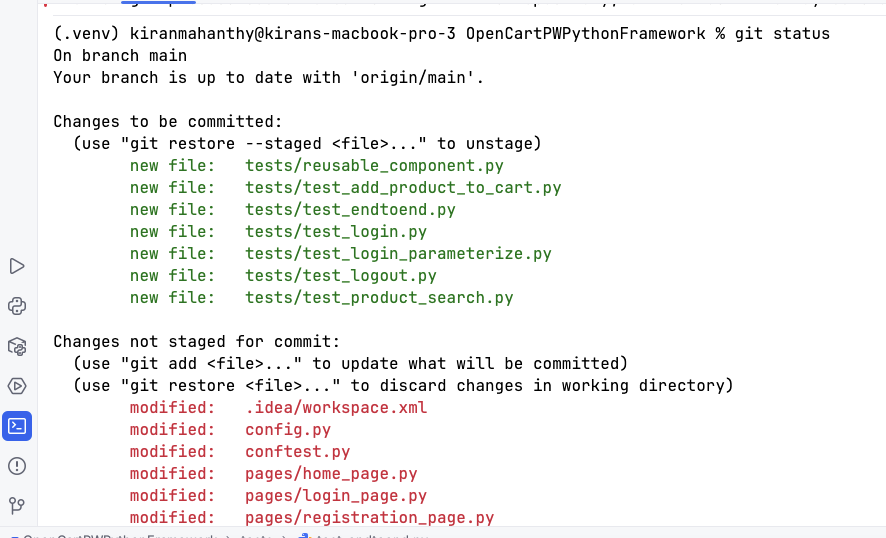 (.venv) kiranmahanthy@kirans-macbook-pro-3 OpenCartPWPythonFramework % git status
On branch main
Your branch is up to date with 'origin/main'.
Changes to be committed:
  (use "git restore --staged <file>..." to unstage)
        new file:   tests/reusable_component.py
        new file:   tests/test_add_product_to_cart.py
        new file:   tests/test_endtoend.py
        new file:   tests/test_login.py
        new file:   tests/test_login_parameterize.py
        new file:   tests/test_logout.py
        new file:   tests/test_product_search.py
Changes not staged for commit:
  (use "git add <file>..." to update what will be committed)
  (use "git restore <file>..." to discard changes in working directory)
        modified:   .idea/workspace.xml
        modified:   config.py
        modified:   conftest.py
        modified:   pages/home_page.py
        modified:   pages/login_page.py
        modified:   pages/registration_page.py